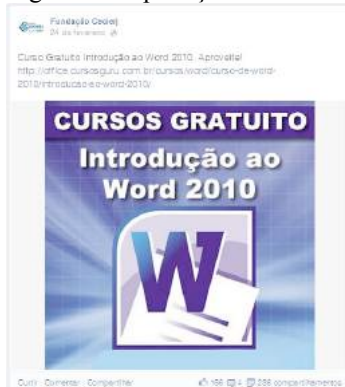 Fundação Cecierj
24 de fevereiro
Curso Gratuito Introdução ao Word 2010. Aproveite!
http://office.cursosguru.com.br/cursos/word/curso-de-word-
2010/introducao-ao-word-2010/
CURSOS GRATUITO
Introdução ao
Word 2010
W
Curtir · Comentar · Compartilhar
compartilhamentos